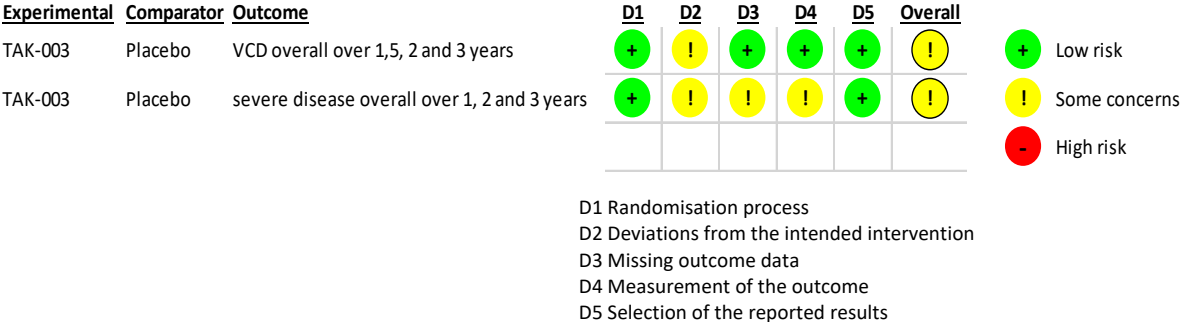 Experimental Comparator Outcome D1 D2 D3 D4 D5 Overall
TAK-003 Placebo VCD overall over 1,5, 2 and 3 years + ! + + + ! + Low risk
TAK-003 Placebo severe disease overall over 1, 2 and 3 years + ! ! ! + ! ! Some concerns
- High risk
D1 Randomisation process
D2 Deviations from the intended intervention
D3 Missing outcome data
D4 Measurement of the outcome
D5 Selection of the reported results